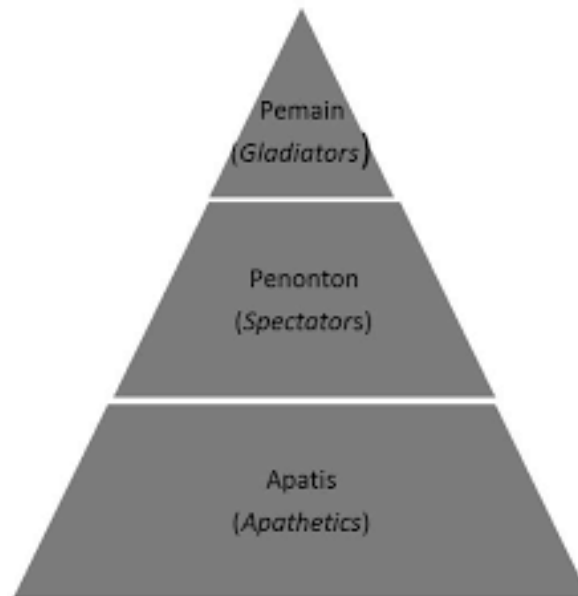 Pemain
(Gladiators)
Penonton
(Spectators)
Apatis
(Apathetics)